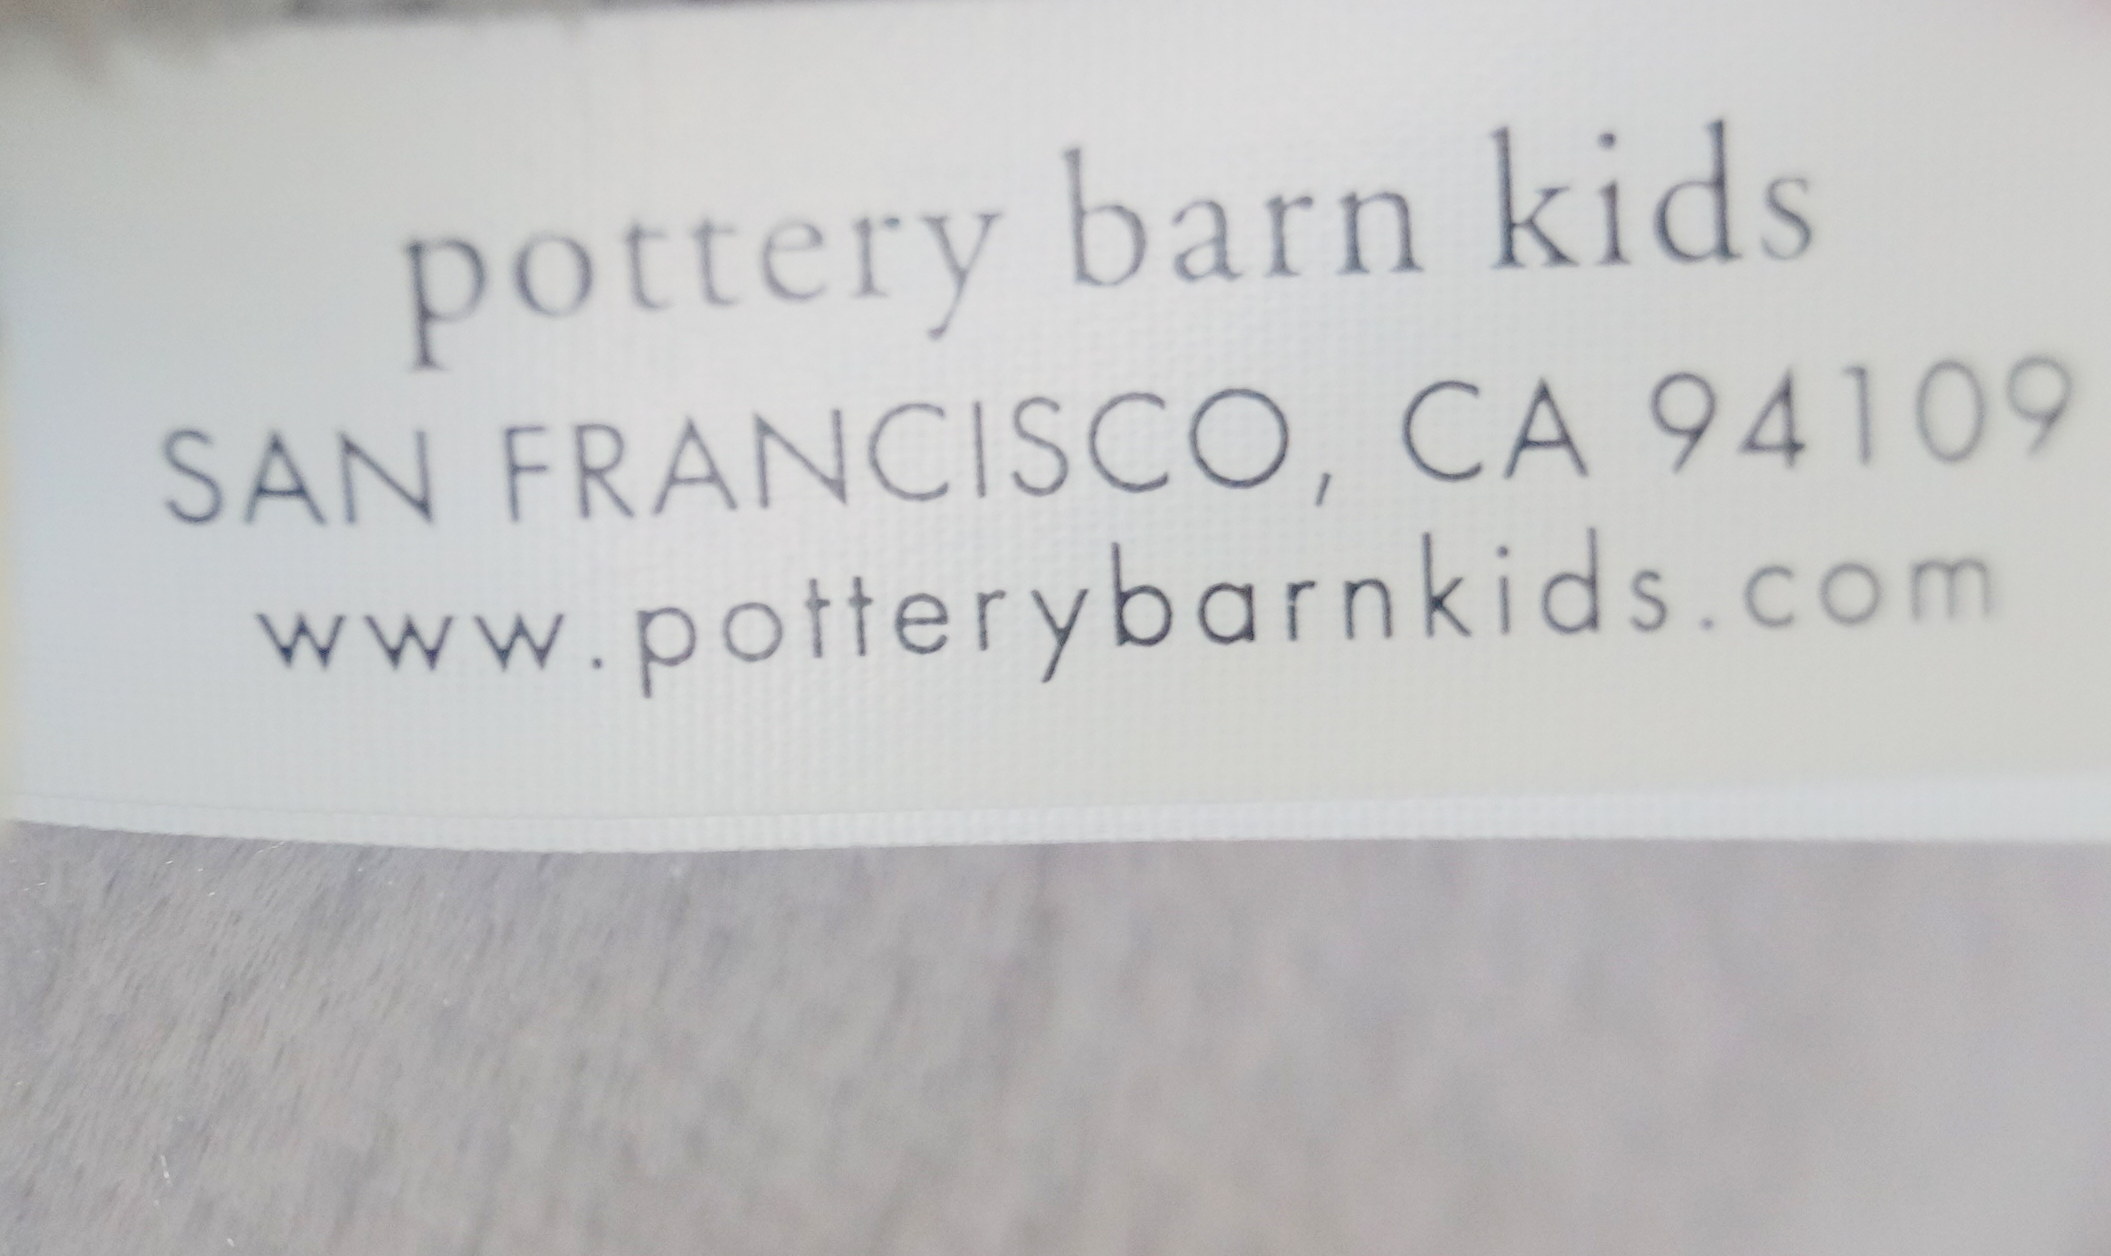 pottery barn kids
SAN FRANCISCO, CA 94109
www.potterybarnkids.com